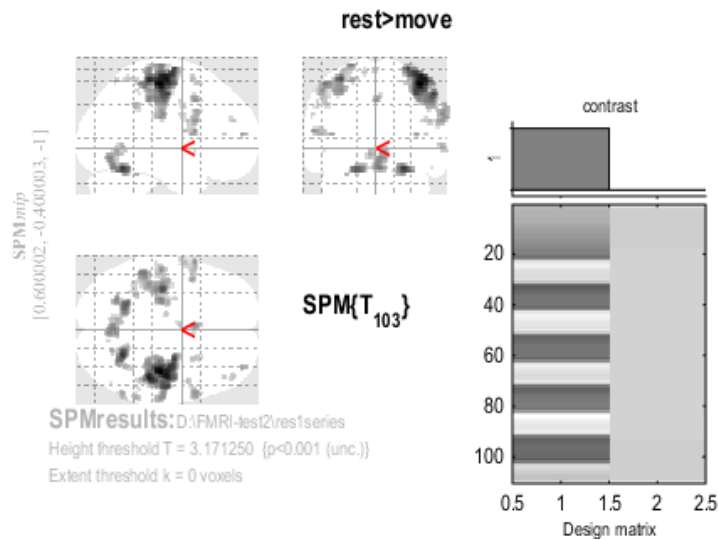 rest>move
SPMmip
[0.600002, -0.400003, -1]
<
<
<
SPM{T103}
SPMresults: D:\FMRI-test2\res1series
Height threshold T = 3.171250 {p<0.001 (unc.)}
Extent threshold k = 0 voxels
contrast
1
20
40
60
80
100
0.5 1 1.5 2 2.5
Design matrix